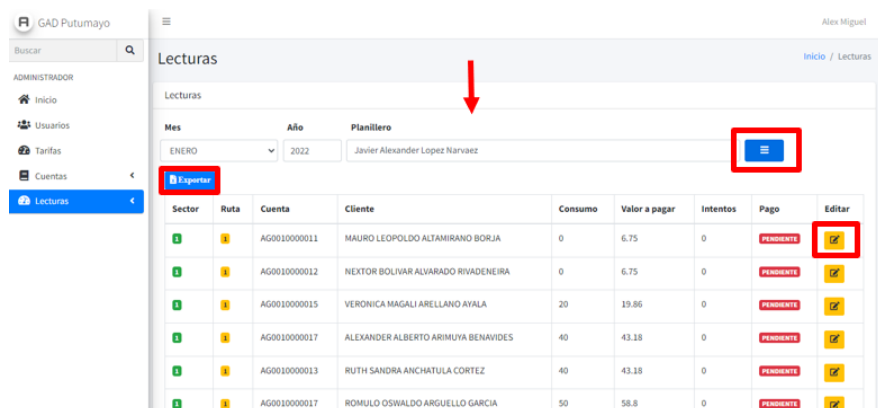 GAD Putumayo
Alex Miguel
Buscar
Lecturas
Inicio / Lecturas
ADMINISTRADOR
Inicio
Usuarios
Tarifas
Cuentas
Lecturas
Lecturas
Mes Año Planillero
ENERO 2022 Javier Alexander Lopez Narvaez
Exportar
Sector Ruta Cuenta Cliente Consumo Valor a pagar Intentos Pago Editar
1 1 AG0010000011 MAURO LEOPOLDO ALTAMIRANO BORJA 0 6.75 0 PENDIENTE
1 1 AG0010000012 NEXTOR BOLIVAR ALVARADO RIVADENEIRA 0 6.75 0 PENDIENTE
1 1 AG0010000015 VERONICA MAGALI ARELLANO AYALA 20 19.86 0 PENDIENTE
1 1 AG0010000017 ALEXANDER ALBERTO ARIMUYA BENAVIDES 40 43.18 0 PENDIENTE
1 1 AG0010000013 RUTH SANDRA ANCHATULA CORTEZ 40 43.18 0 PENDIENTE
1 1 AG0010000017 ROMULO OSWALDO ARGUELLO GARCIA 50 58.8 0 PENDIENTE